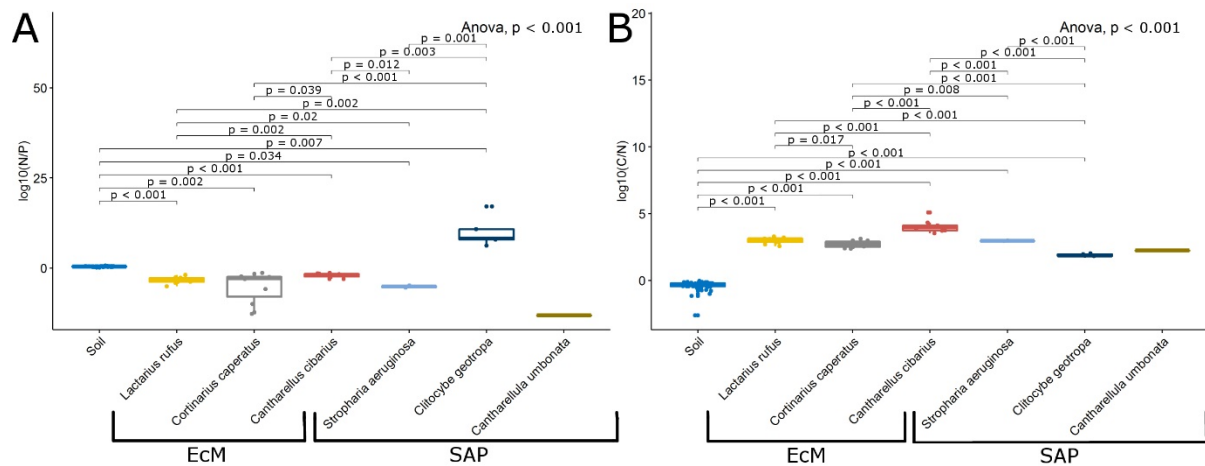 A
Anova, p < 0.001
p = 0.001
p = 0.003
p = 0.012
p < 0.001
p = 0.039
p = 0.002
p = 0.02
p = 0.002
p = 0.007
p = 0.034
p < 0.001
p = 0.002
p < 0.001
log10(N/P)
50
25
0
Soil
Lactarius rufus
Cortinarius caperatus
Cantharellus cibarius
Stropharia aeruginosa
Clitocybe geotropa
Cantharellula umbonata
EcM
SAP
B
Anova, p < 0.001
p < 0.001
p < 0.001
p < 0.001
p < 0.001
p = 0.008
p < 0.001
p < 0.001
p < 0.001
p = 0.017
p < 0.001
p < 0.001
p < 0.001
p < 0.001
p < 0.001
log10(C/N)
20
15
10
5
0
Soil
Lactarius rufus
Cortinarius caperatus
Cantharellus cibarius
Stropharia aeruginosa
Clitocybe geotropa
Cantharellula umbonata
EcM
SAP